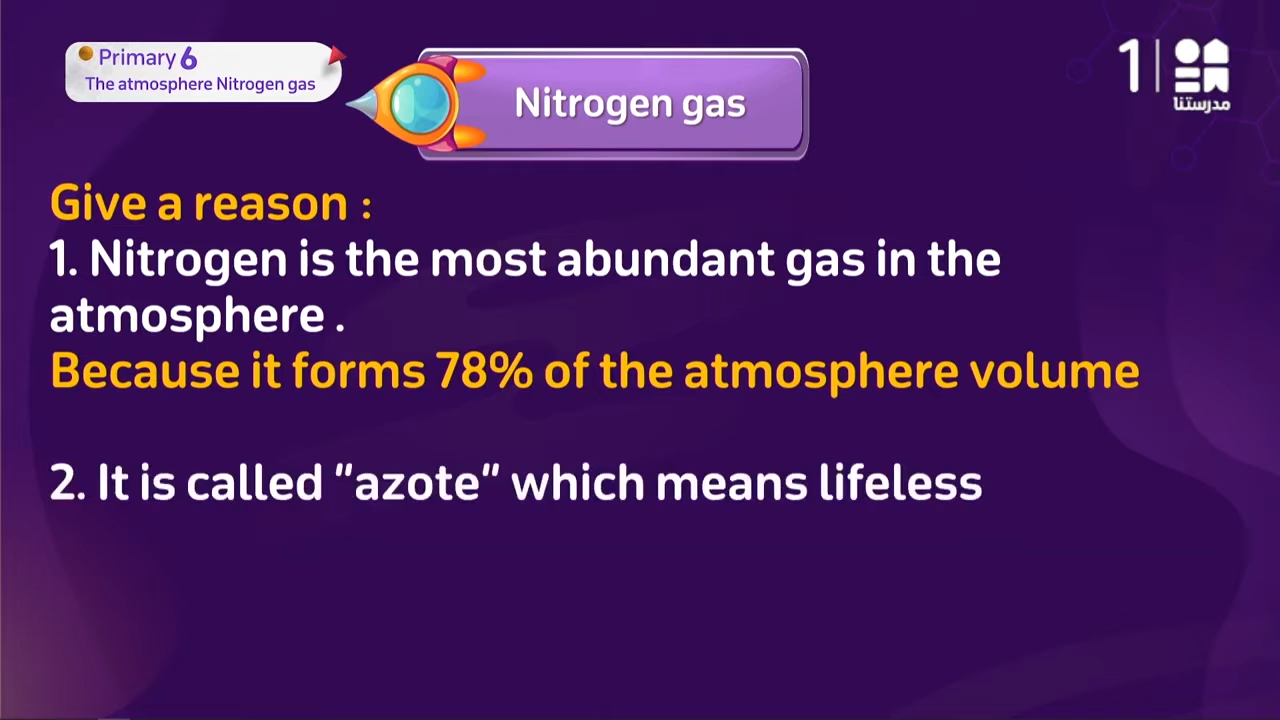 Primary 6
The atmosphere Nitrogen gas
Nitrogen gas
1
مدرستنا
Give a reason :
1. Nitrogen is the most abundant gas in the
atmosphere .
Because it forms 78% of the atmosphere volume
2. It is called "azote" which means lifeless